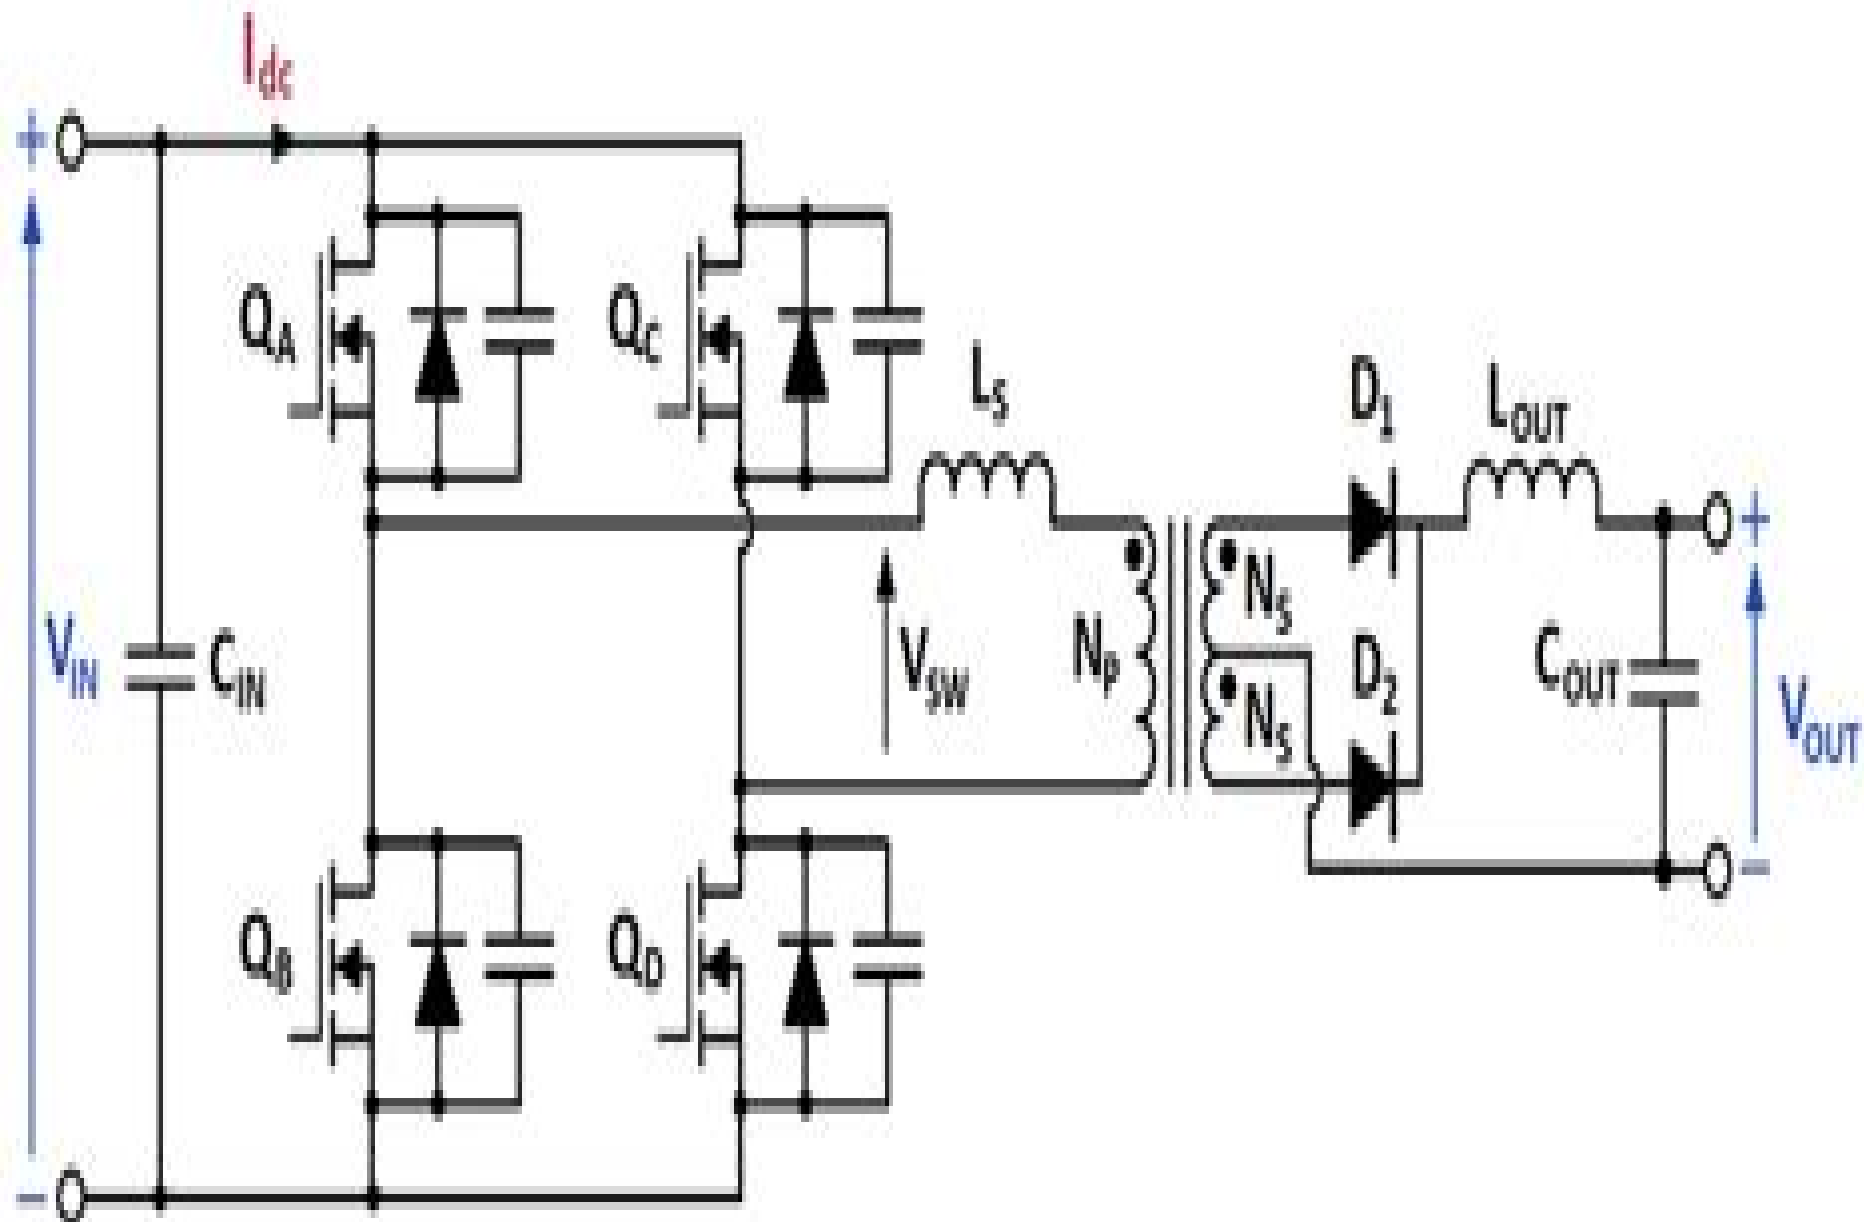 Idc
+
QA
QC
LS
D1
LOUT
+
VIN
CIN
VSW
NP
NS
NS
D2
COUT
VOUT
QB
QD
-
-